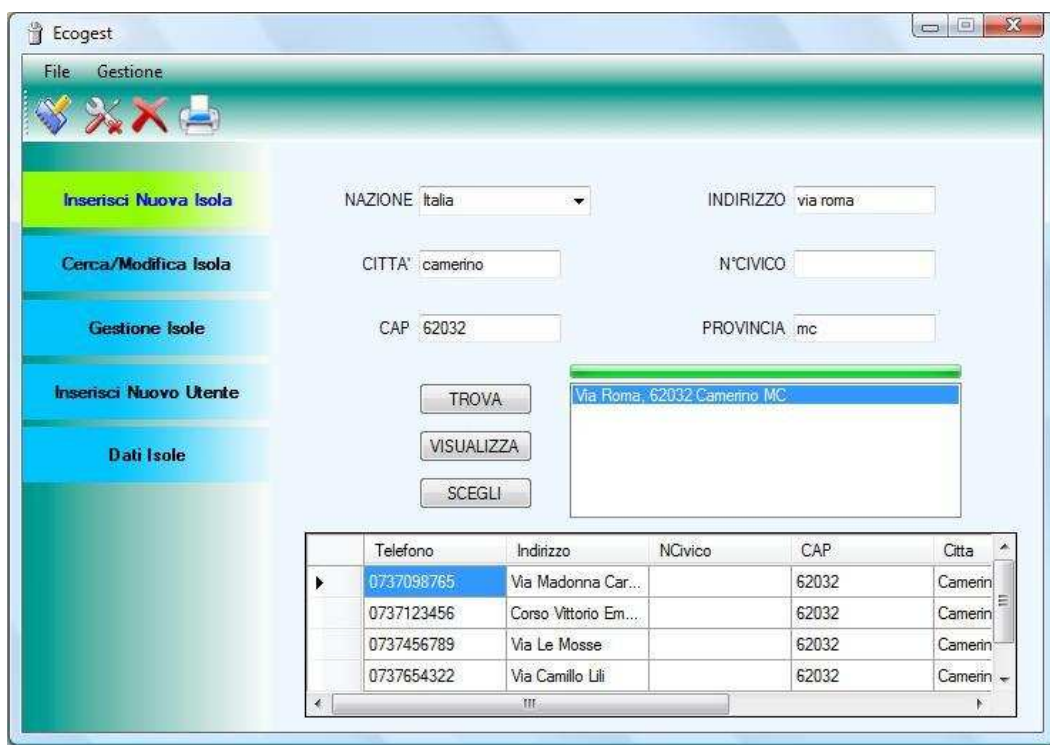 Ecogest
File Gestione
Inserisci Nuova Isola
Cerca/Modifica Isola
Gestione Isole
Inserisci Nuovo Utente
Dati Isole
NAZIONE Italia INDIRIZZO via roma
CITTA' camerino N°CIVICO
CAP 62032 PROVINCIA mc
TROVA
VISUALIZZA
SCEGLI
Via Roma, 62032 Camerino MC
Telefono Indirizzo NCivico CAP Citta
0737098765 Via Madonna Car... 62032 Camerin
0737123456 Corso Vittorio Em... 62032 Camerin
0737456789 Via Le Mosse 62032 Camerin
0737654322 Via Camillo Lili 62032 Camerin